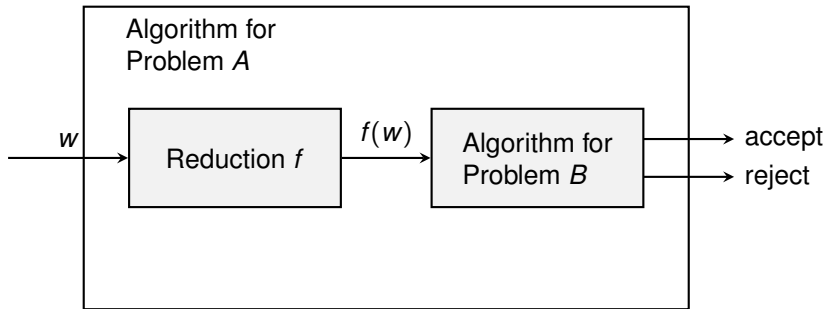 Algorithm for
Problem A
w
Reduction f
f(w)
Algorithm for
Problem B
accept
reject